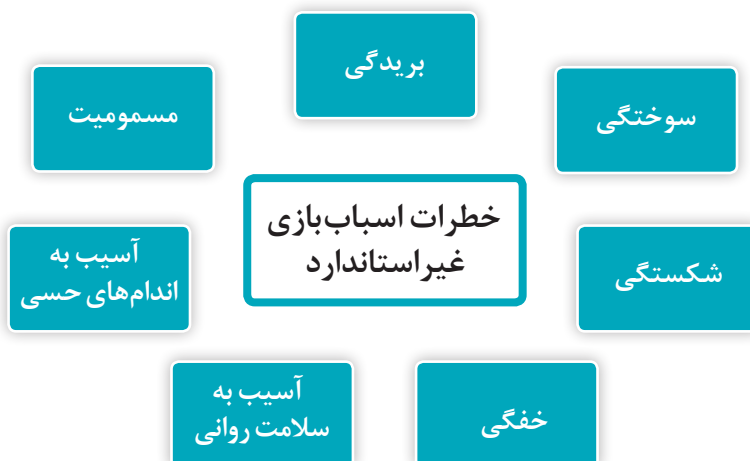 بریدگی
سوختگی
مسمومیت
خطرات اسباب‌بازی
غیراستاندارد
شکستگی
آسیب به
اندام‌های حسی
خفگی
آسیب به
سلامت روانی